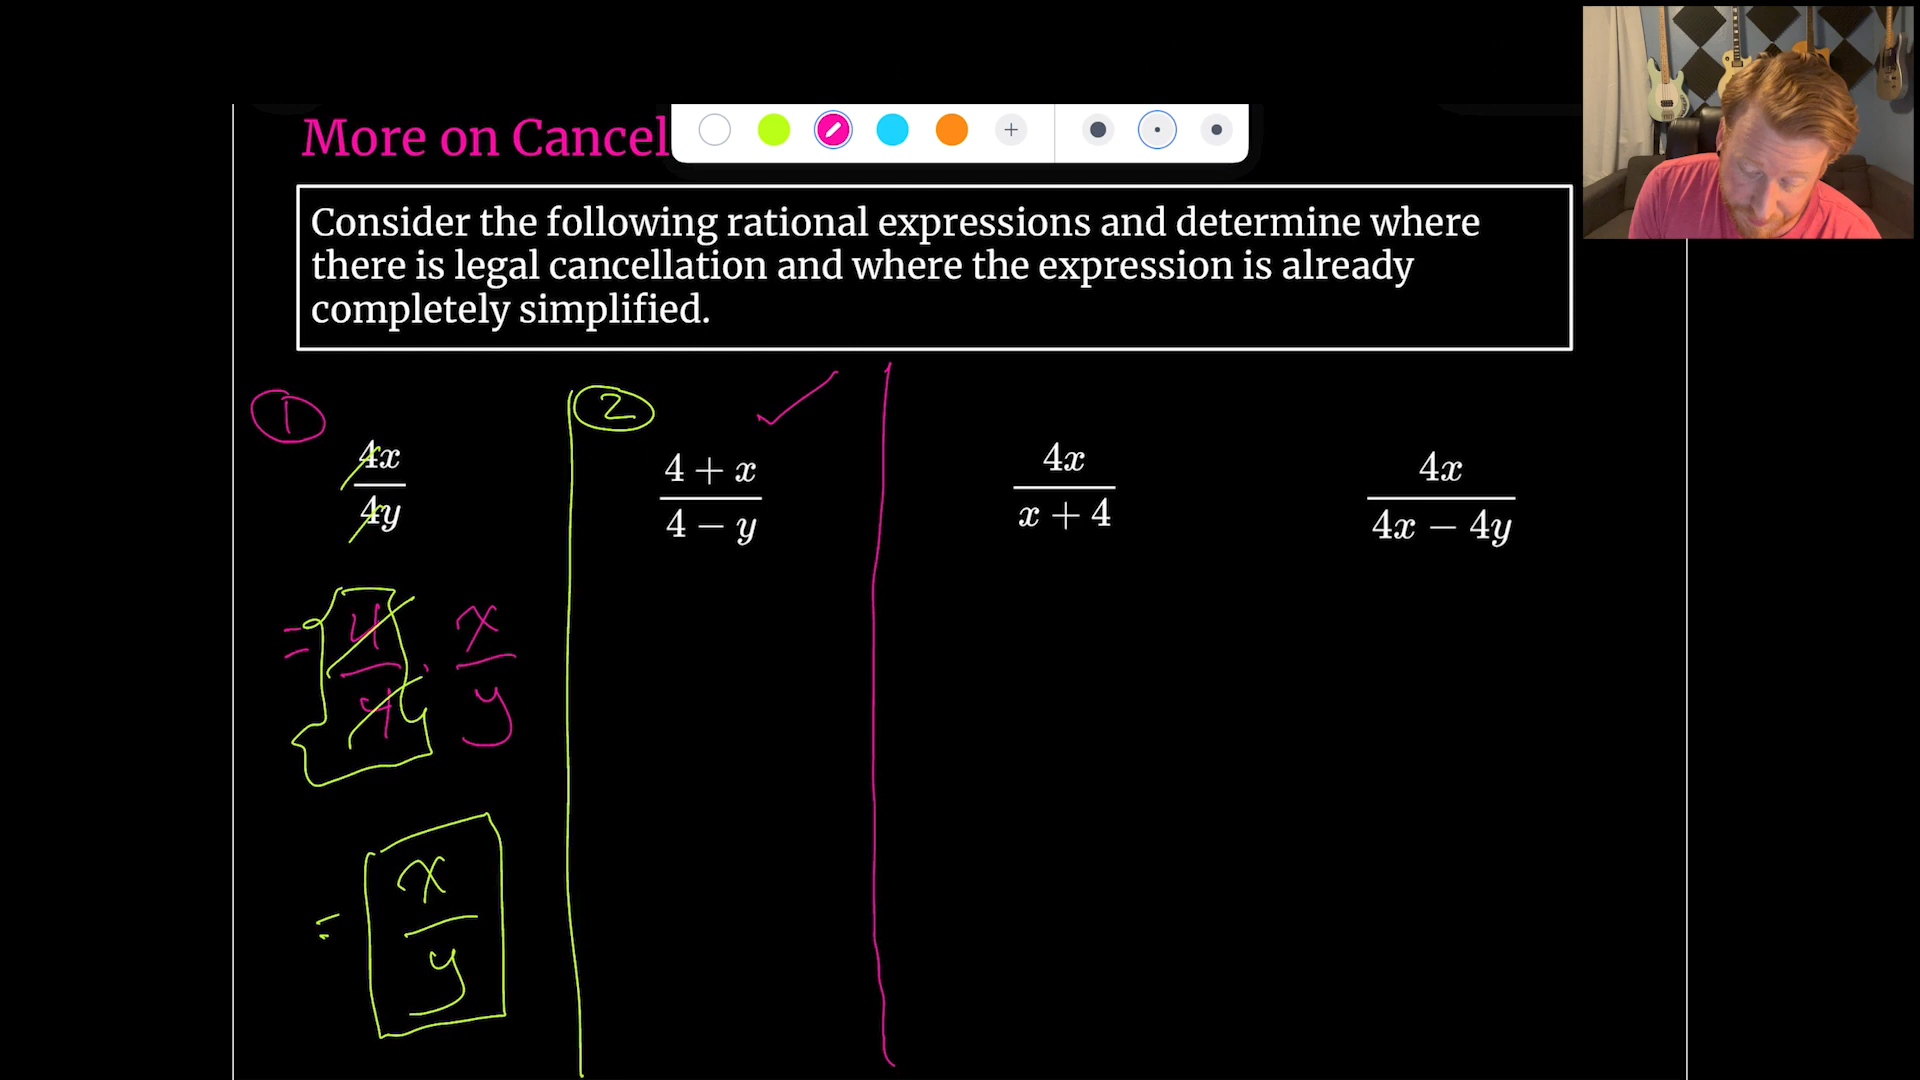 More on Cancel
Consider the following rational expressions and determine where
there is legal cancellation and where the expression is already
completely simplified.
1
2
4x
4y
4 + x
4 − y
4x
x + 4
4x
4x − 4y
= 4/4 · x/y
= x/y